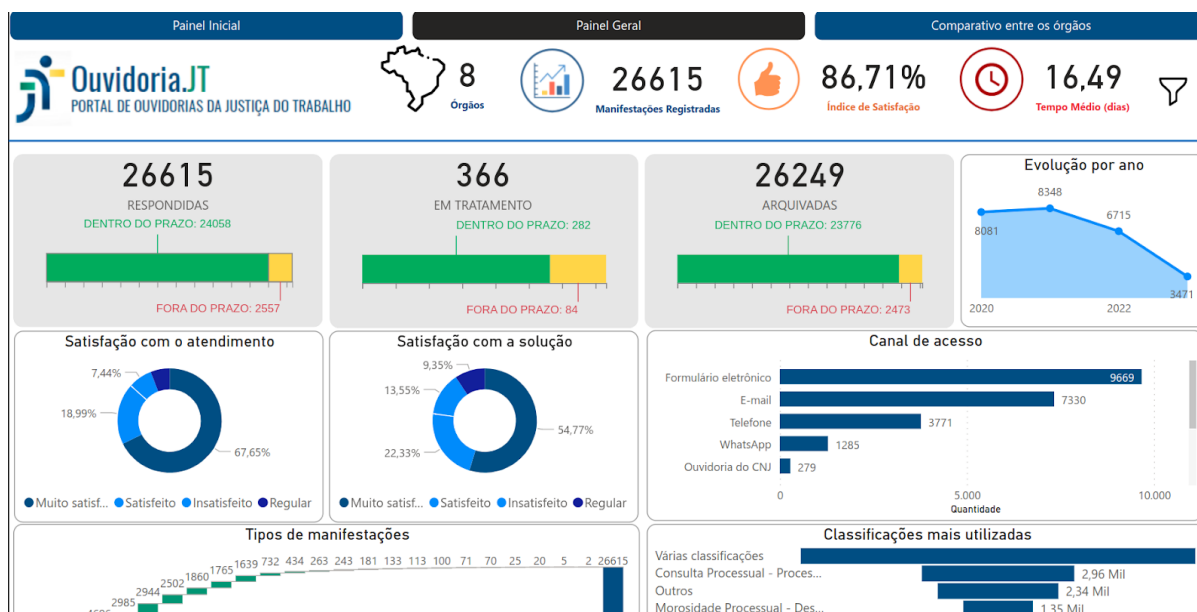 Painel Inicial
Painel Geral
Comparativo entre os órgãos
Ouvidoria.JT
PORTAL DE OUVIDORIAS DA JUSTIÇA DO TRABALHO
8
Órgãos
26615
Manifestações Registradas
86,71%
Índice de Satisfação
16,49
Tempo Médio (dias)
26615
RESPONDIDAS
DENTRO DO PRAZO: 24058
FORA DO PRAZO: 2557
366
EM TRATAMENTO
DENTRO DO PRAZO: 282
FORA DO PRAZO: 84
26249
ARQUIVADAS
DENTRO DO PRAZO: 23776
FORA DO PRAZO: 2473
Evolução por ano
8081
8348
6715
3471
2020
2022
Satisfação com o atendimento
7,44%
18,99%
67,65%
Muito satisf... Satisfeito Insatisfeito Regular
Satisfação com a solução
9,35%
13,55%
22,33%
54,77%
Muito satisf... Satisfeito Insatisfeito Regular
Canal de acesso
Formulário eletrônico 9669
E-mail 7330
Telefone 3771
WhatsApp 1285
Ouvidoria do CNJ 279
0 5.000 10.000
Quantidade
Tipos de manifestações
2985 2944 2502 1860 1765 1639 732 434 263 243 181 133 113 100 71 70 25 20 5 2 26615
Classificações mais utilizadas
Várias classificações
Consulta Processual - Proces... 2,96 Mil
Outros 2,34 Mil
Morosidade Processual - Des... 1,35 Mil